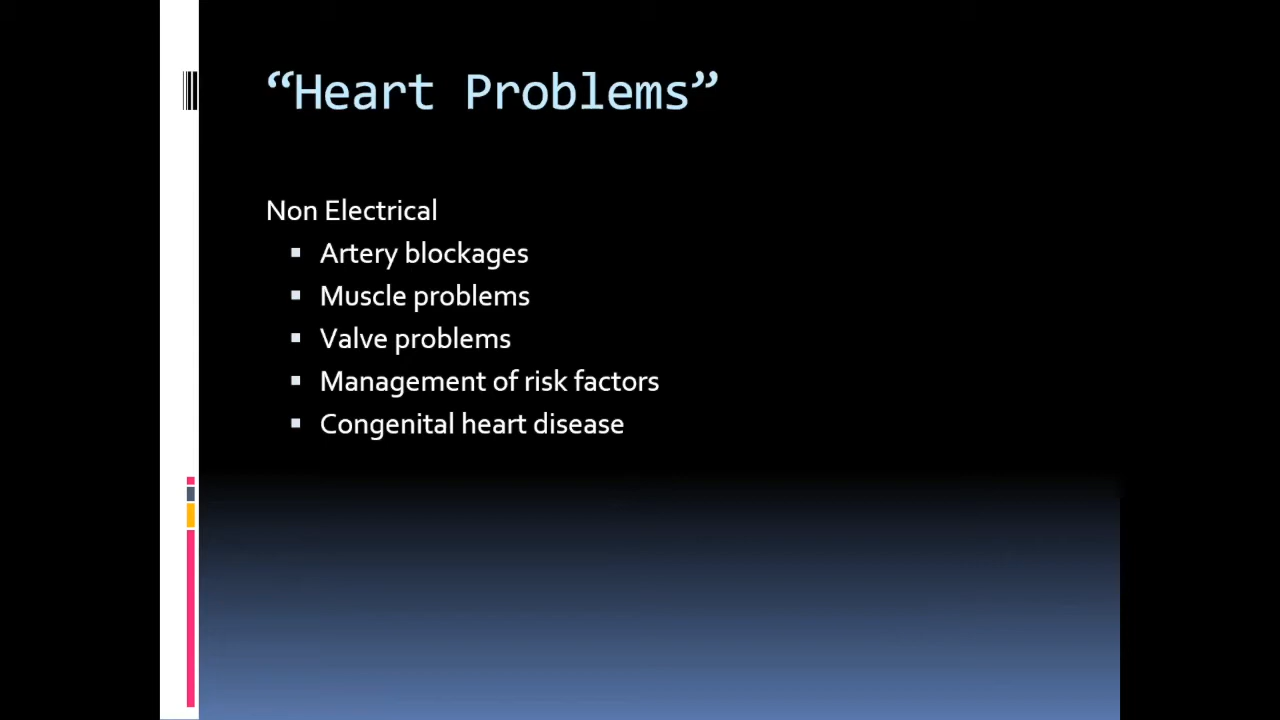 “Heart Problems”
Non Electrical
▪ Artery blockages
▪ Muscle problems
▪ Valve problems
▪ Management of risk factors
▪ Congenital heart disease